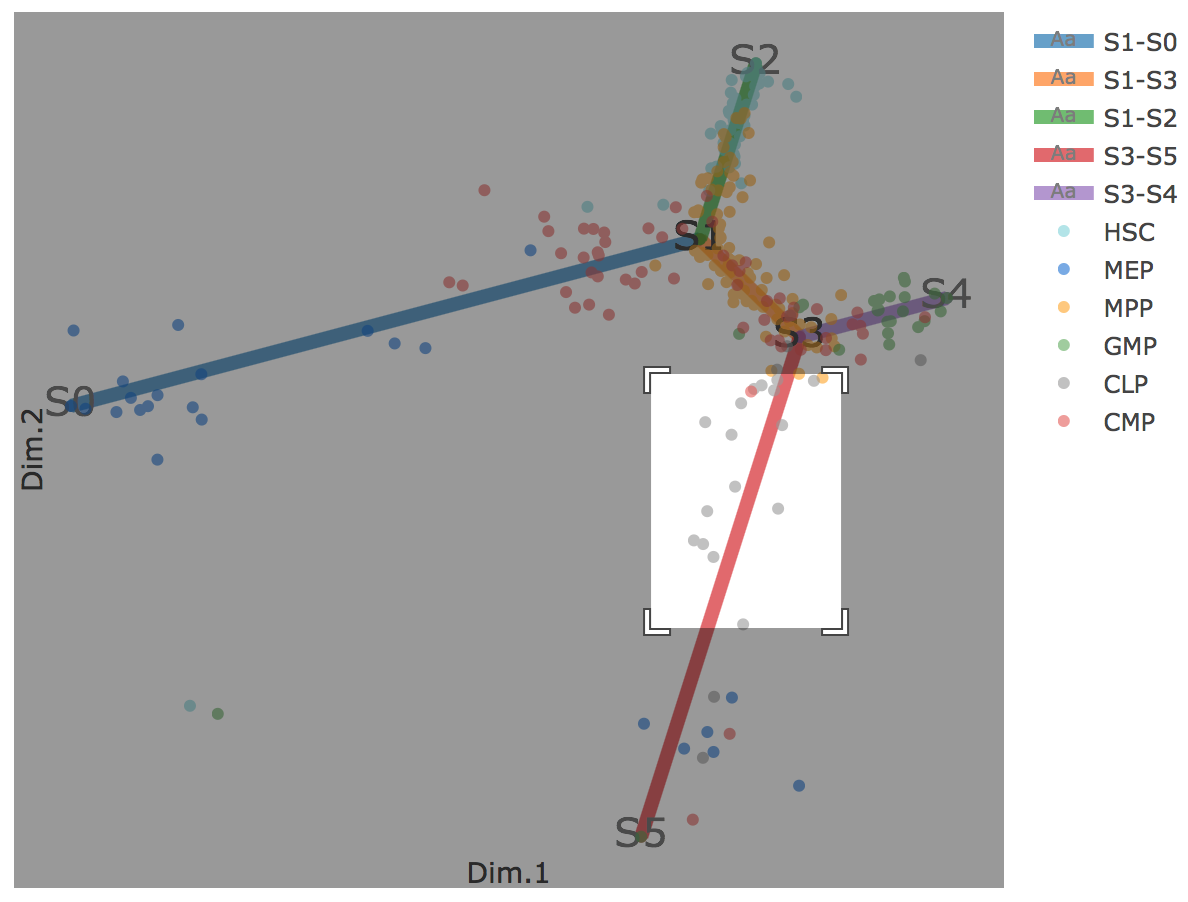 S2
S1
S4
S3
S0
S5
Dim.2
Dim.1
Aa S1-S0
Aa S1-S3
Aa S1-S2
Aa S3-S5
Aa S3-S4
HSC
MEP
MPP
GMP
CLP
CMP